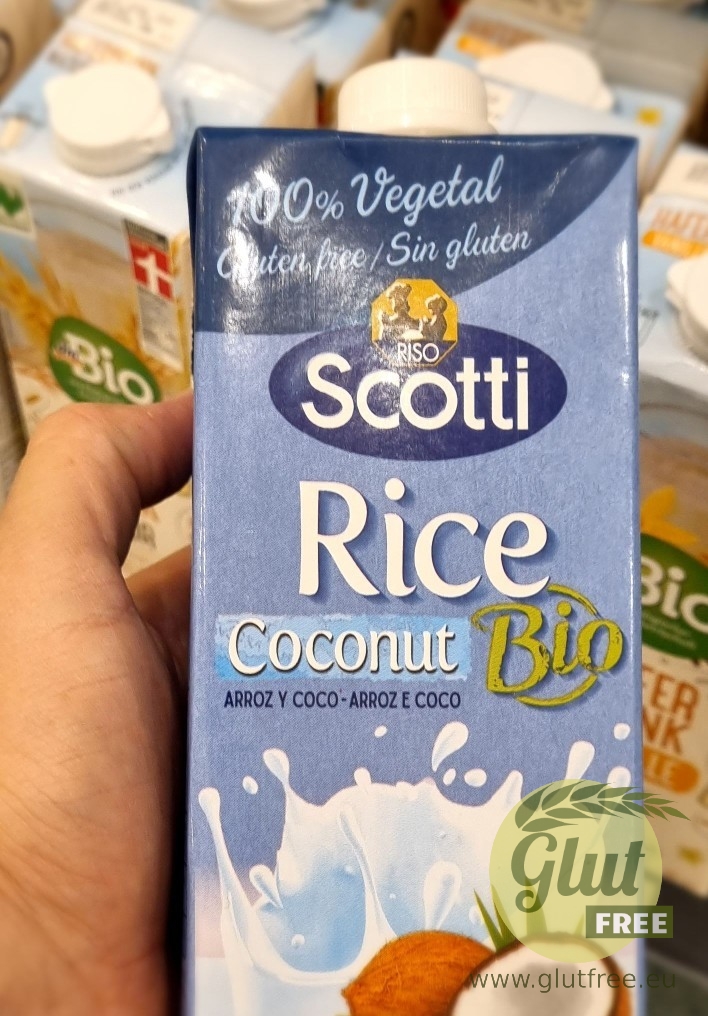 100% Vegetal
Gluten free / Sin gluten
RISO
Scotti
Rice
Coconut Bio
ARROZ Y COCO - ARROZ E COCO
Bio
Bio
Glut
FREE
www.glutfree.eu